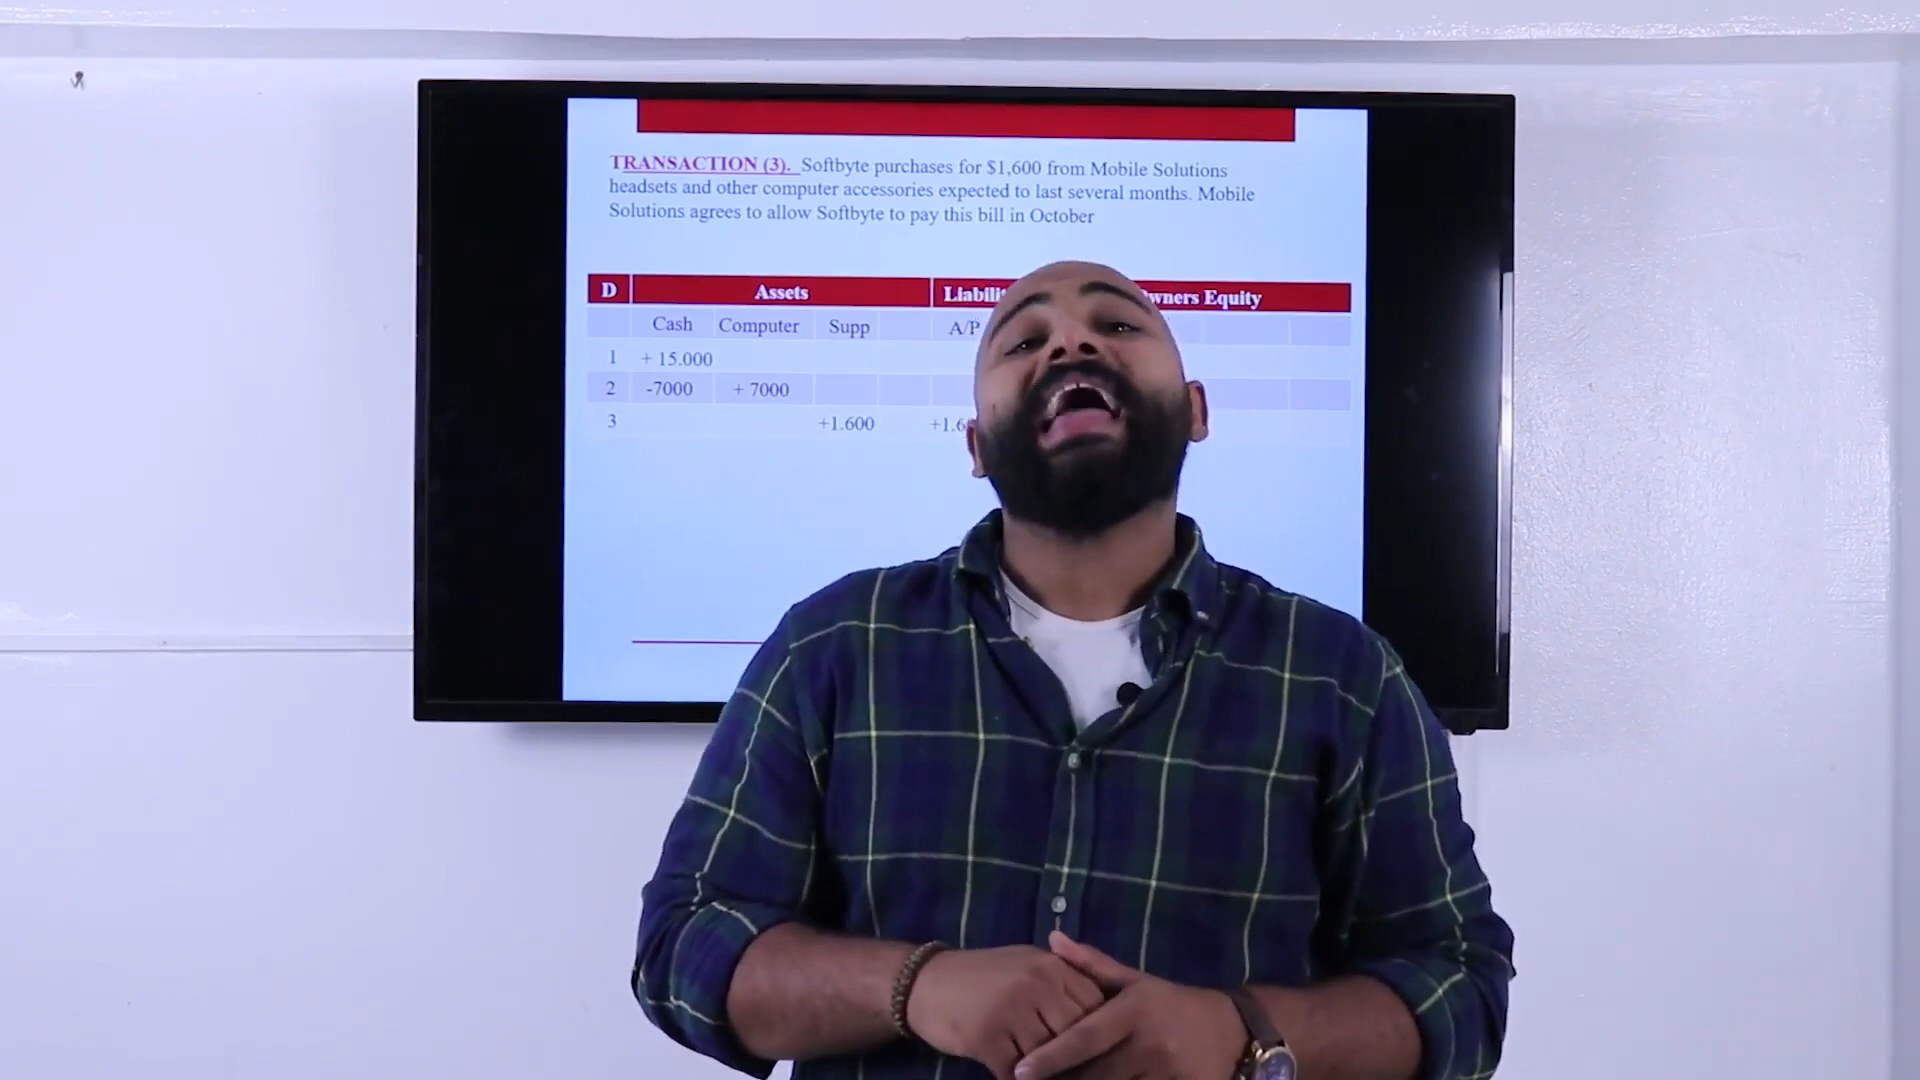 TRANSACTION (3). Softbyte purchases for $1,600 from Mobile Solutions
headsets and other computer accessories expected to last several months. Mobile
Solutions agrees to allow Softbyte to pay this bill in October
D Assets Equity
Cash Computer Supp A/P
1 + 15.000
2 -7000 + 7000
3 +1.600